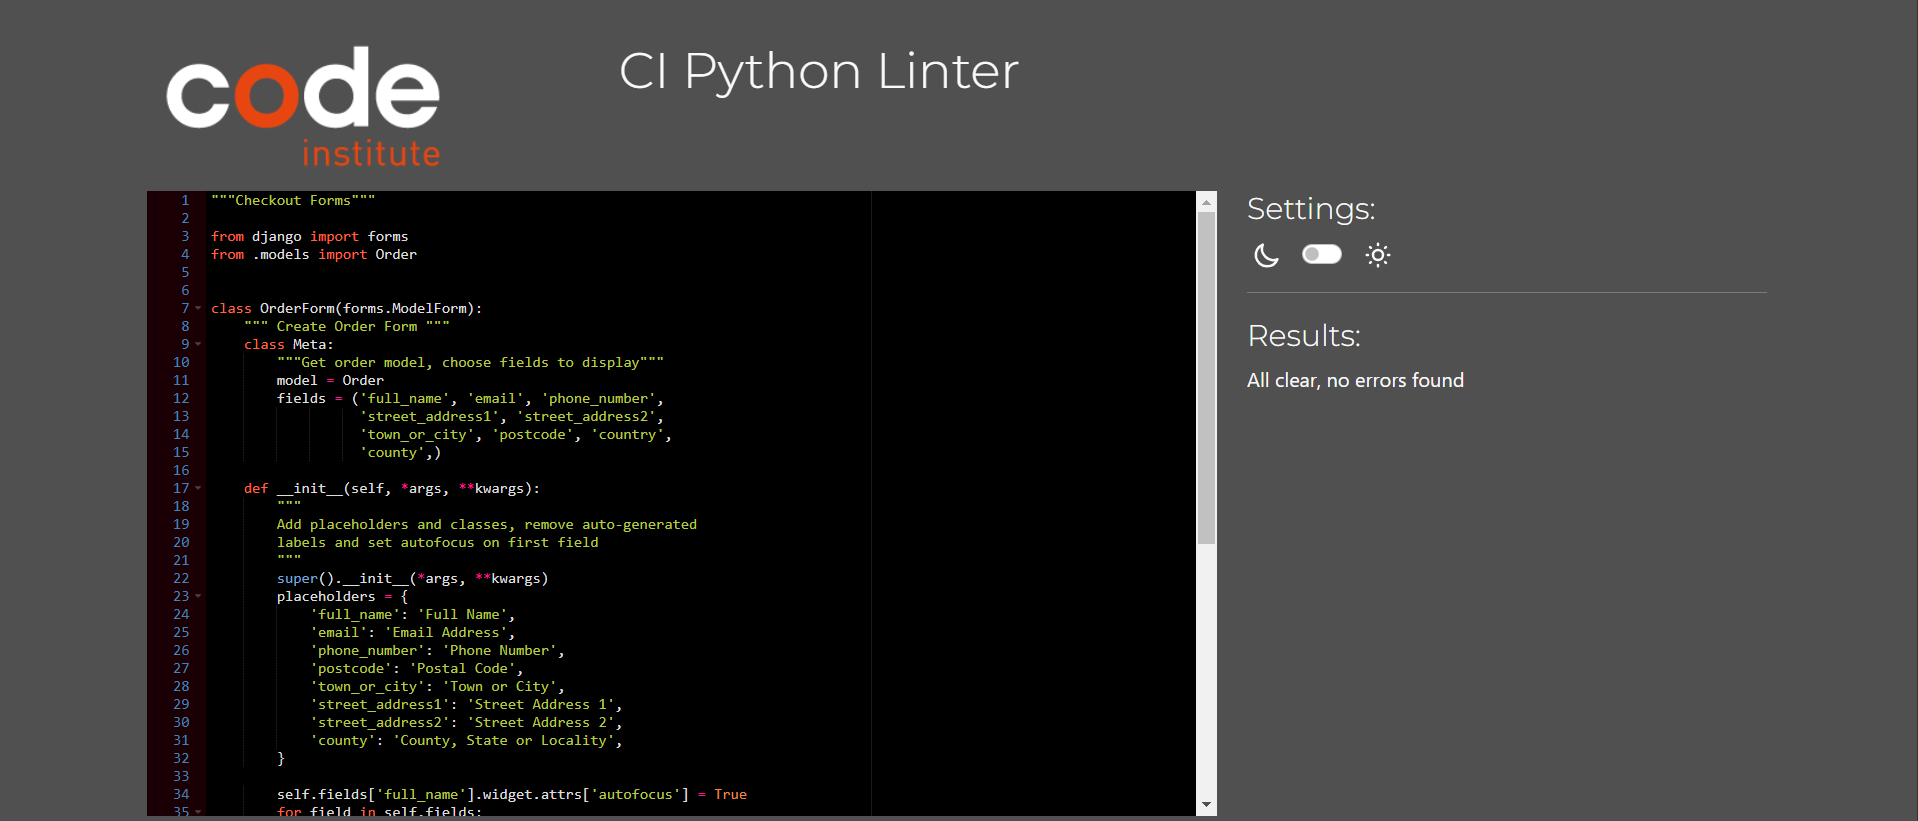 code
institute
CI Python Linter
1 """Checkout Forms"""
2
3 from django import forms
4 from .models import Order
5
6
7 class OrderForm(forms.ModelForm):
8     """ Create Order Form """
9     class Meta:
10         """Get order model, choose fields to display"""
11         model = Order
12         fields = ('full_name', 'email', 'phone_number',
13                   'street_address1', 'street_address2',
14                   'town_or_city', 'postcode', 'country',
15                   'county',)
16
17     def __init__(self, *args, **kwargs):
18         """
19         Add placeholders and classes, remove auto-generated
20         labels and set autofocus on first field
21         """
22         super().__init__(*args, **kwargs)
23         placeholders = {
24             'full_name': 'Full Name',
25             'email': 'Email Address',
26             'phone_number': 'Phone Number',
27             'postcode': 'Postal Code',
28             'town_or_city': 'Town or City',
29             'street_address1': 'Street Address 1',
30             'street_address2': 'Street Address 2',
31             'county': 'County, State or Locality',
32         }
33
34         self.fields['full_name'].widget.attrs['autofocus'] = True
35         for field in self.fields:
Settings:
Results:
All clear, no errors found